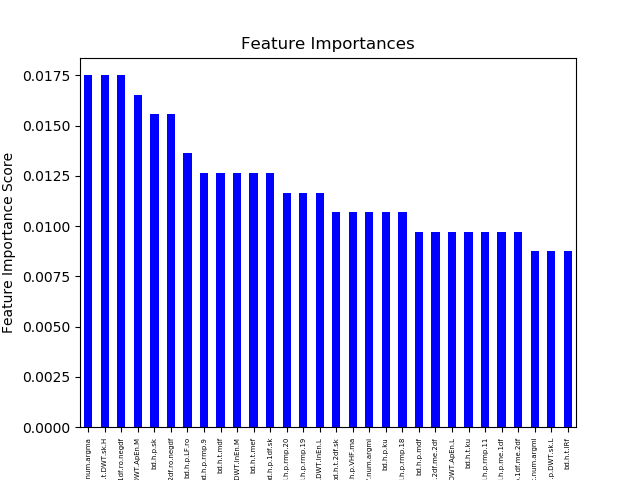 Feature Importances
Feature Importance Score
0.0175
0.0150
0.0125
0.0100
0.0075
0.0050
0.0025
0.0000
num.argma
.t.DWT.sk.H
1df.ro.negdf
DWT.ApEn.M
bd.h.p.sk
2df.ro.negdf
bd.h.p.LF.ro
bd.h.p.rmp.9
bd.h.t.mdf
DWT.InEn.M
bd.h.t.mef
bd.h.p.1df.sk
.h.p.rmp.20
.h.p.rmp.19
.DWT.InEn.L
bd.h.t.2df.sk
.h.p.VHF.ma
.num.argmi
bd.h.p.ku
.h.p.rmp.18
bd.h.p.mdf
.2df.me.2df
DWT.ApEn.L
bd.h.t.ku
.h.p.rmp.11
.h.p.me.1df
.1df.me.2df
.num.argmi
.p.DWT.sk.L
bd.h.t.IRF